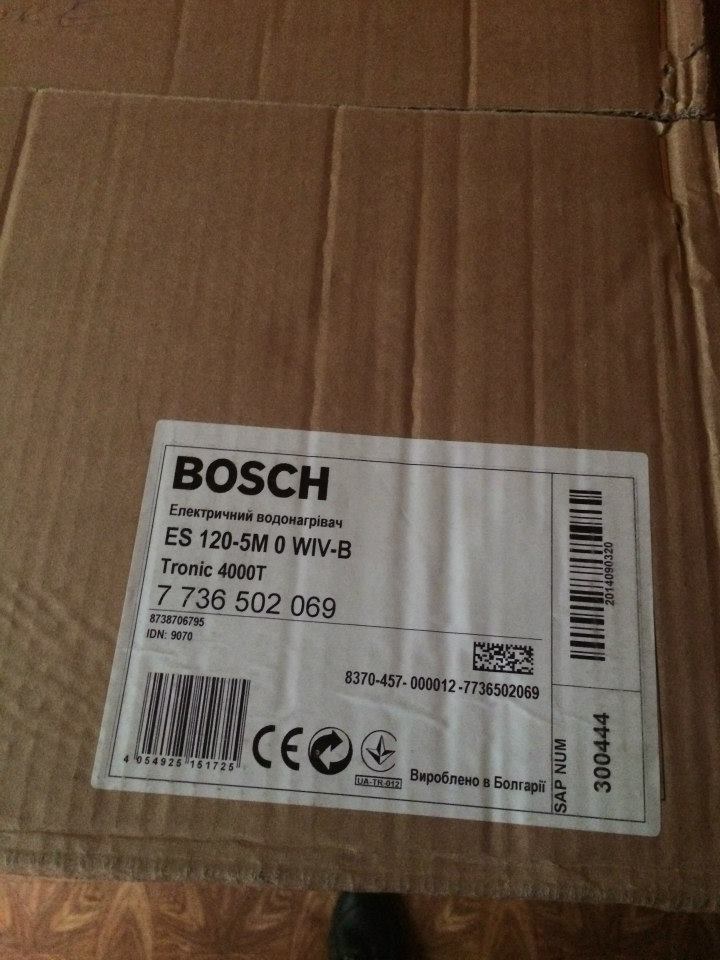 BOSCH
Електричний водонагрівач
ES 120-5M 0 WIV-B
Tronic 4000T
7 736 502 069
8738706795
IDN: 9070
8370-457- 000012 -7736502069
4 054925 151725
CE
UA-TR-012
Вироблено в Болгарії
2014090320
SAP NUM
300444